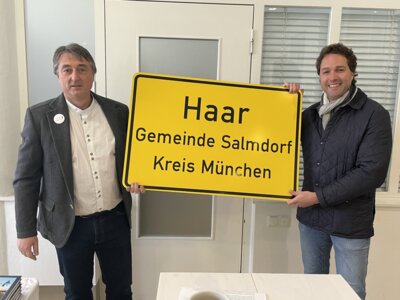 Haar
Gemeinde Salmdorf
Kreis München